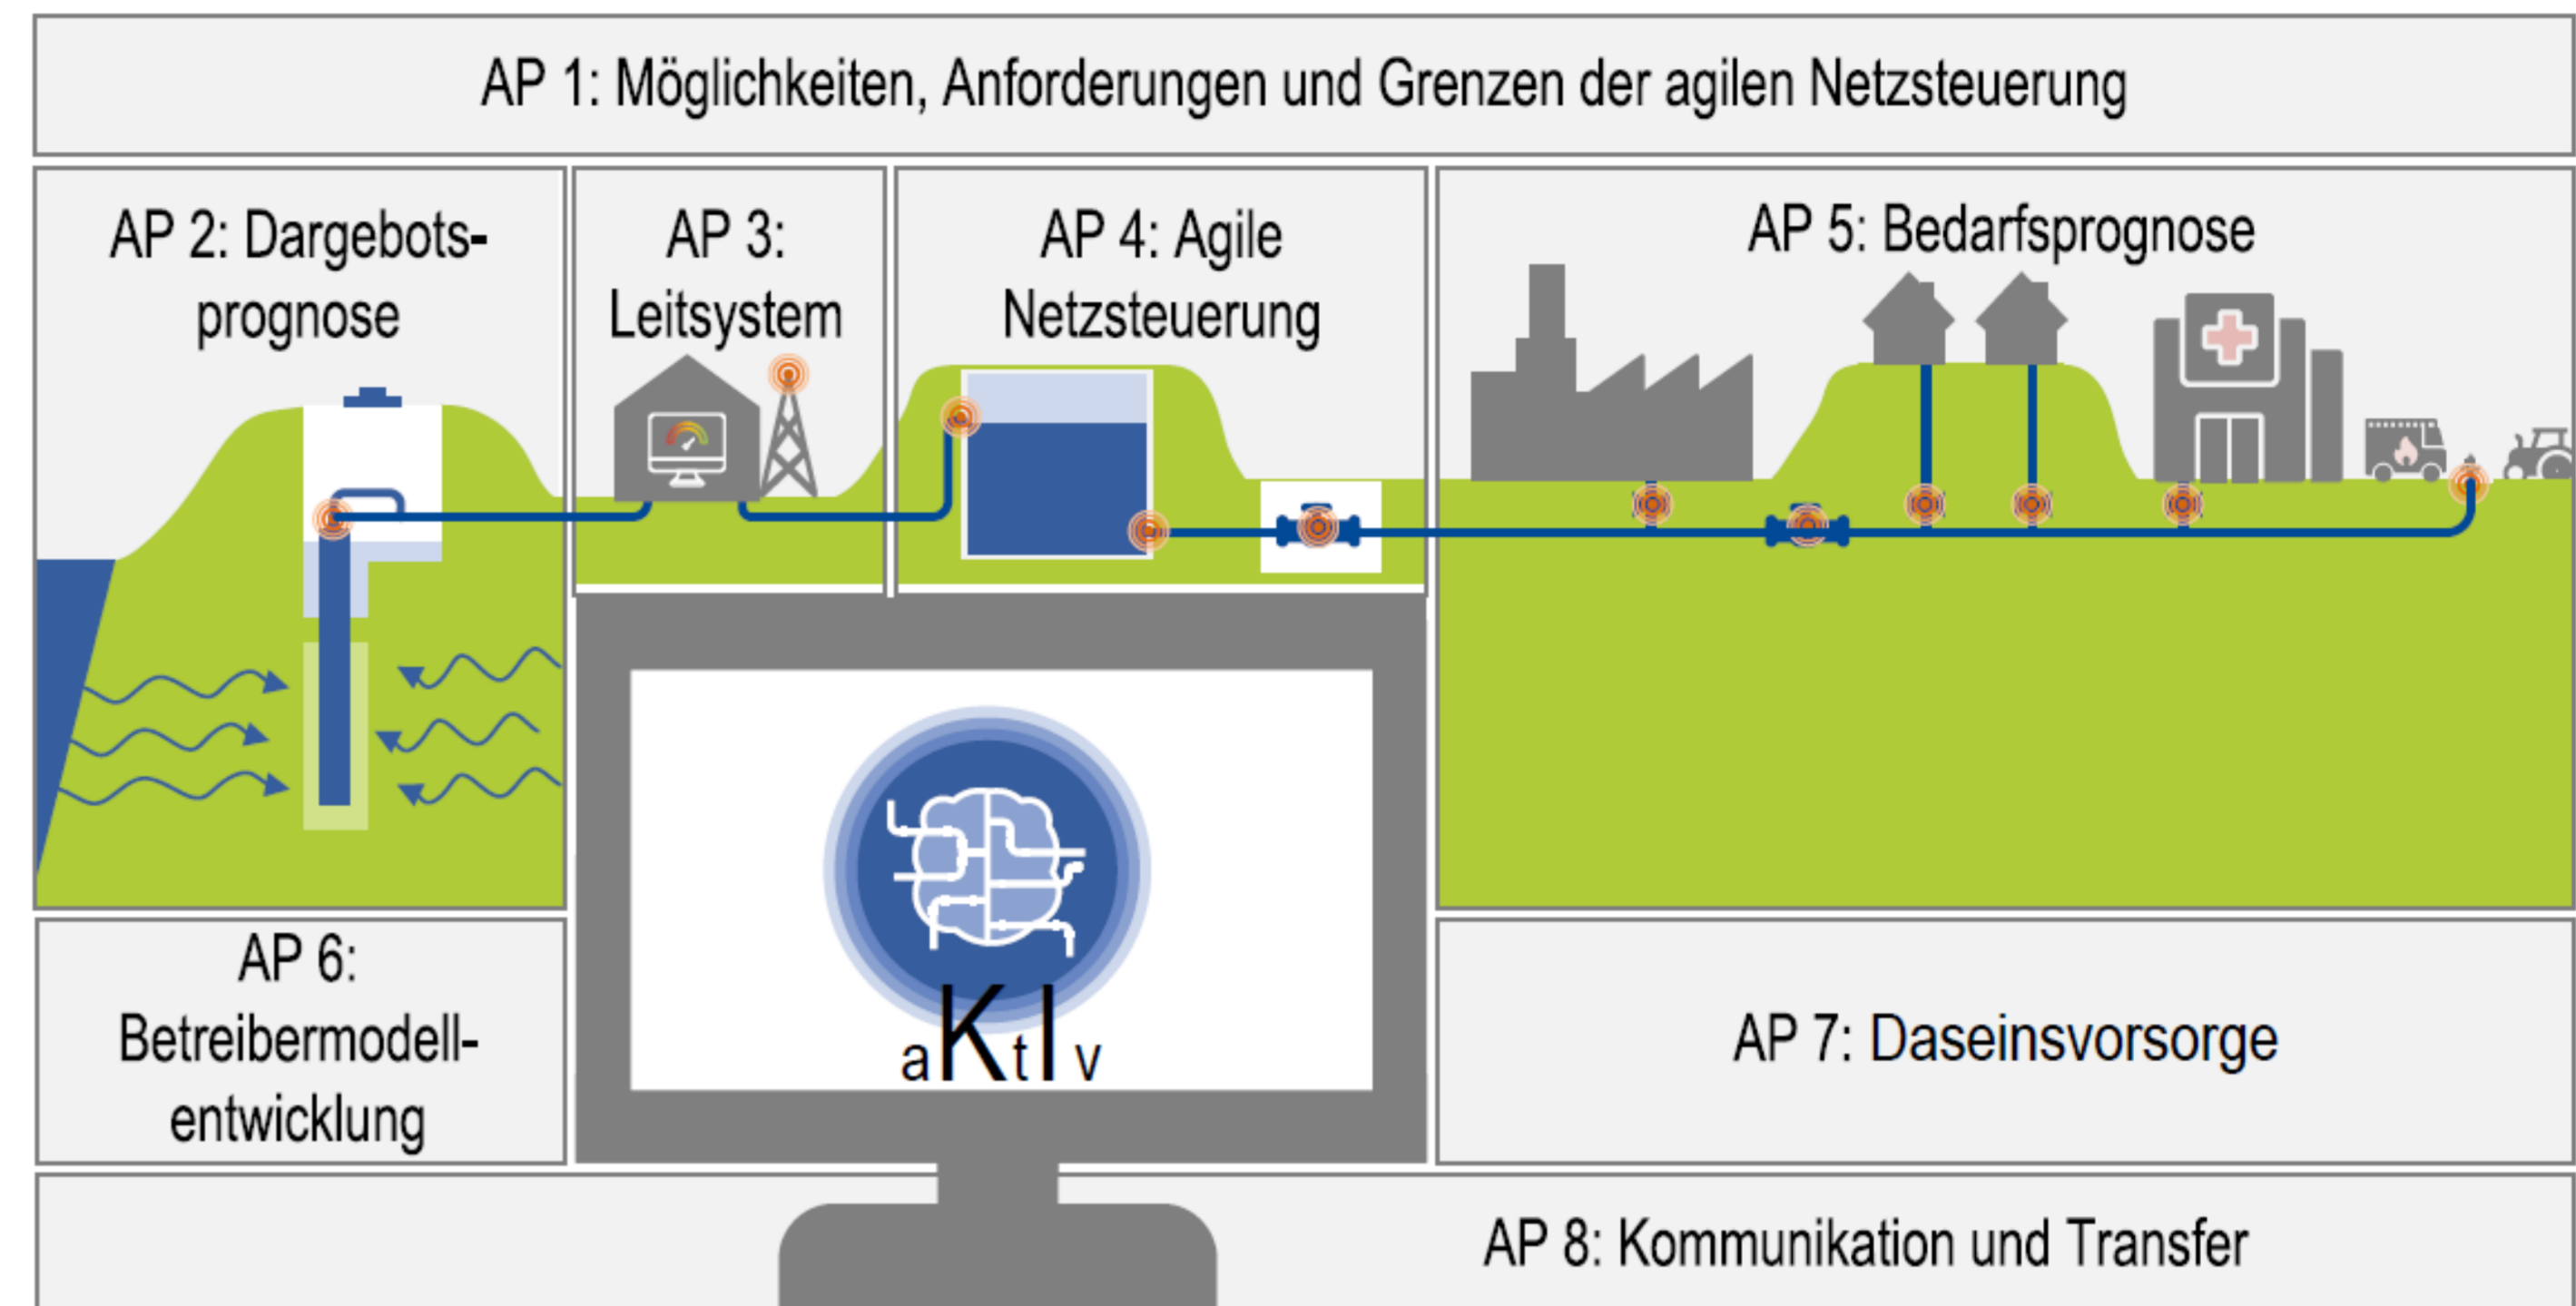 AP 1: Möglichkeiten, Anforderungen und Grenzen der agilen Netzsteuerung
AP 2: Dargebots-
prognose
AP 3:
Leitsystem
AP 4: Agile
Netzsteuerung
AP 5: Bedarfsprognose
aKtIv
AP 6:
Betreibermodell-
entwicklung
AP 7: Daseinsvorsorge
AP 8: Kommunikation und Transfer